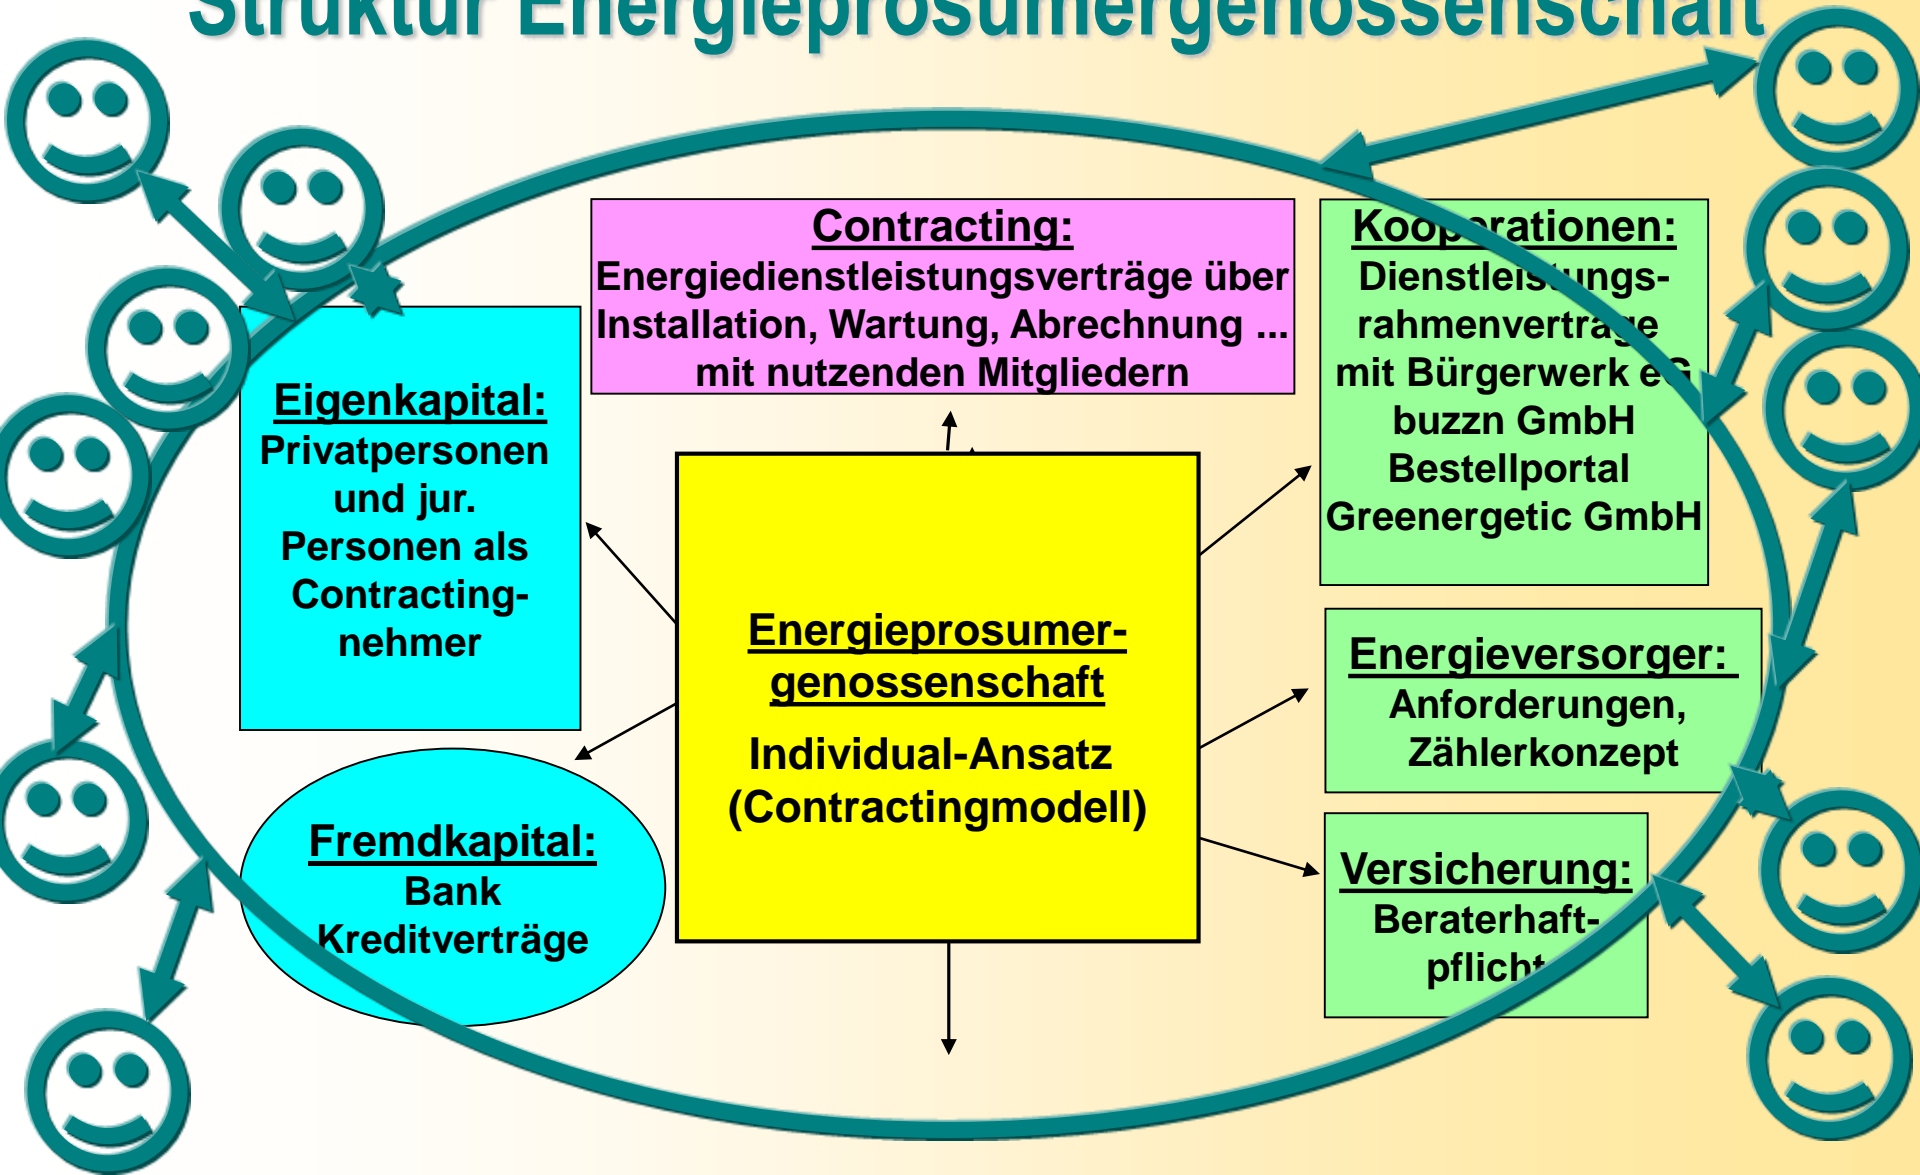 Struktur Energieprosumergenossenschaft
Contracting:
Energiedienstleistungsverträge über
Installation, Wartung, Abrechnung ...
mit nutzenden Mitgliedern
Kooperationen:
Dienstleistungs-
rahmenverträge
mit Bürgerwerk eG
buzzn GmbH
Bestellportal
Greenergetic GmbH
Eigenkapital:
Privatpersonen
und jur.
Personen als
Contracting-
nehmer
Energieprosumer-
genossenschaft
Individual-Ansatz
(Contractingmodell)
Energieversorger:
Anforderungen,
Zählerkonzept
Fremdkapital:
Bank
Kreditverträge
Versicherung:
Beraterhaft-
pflicht